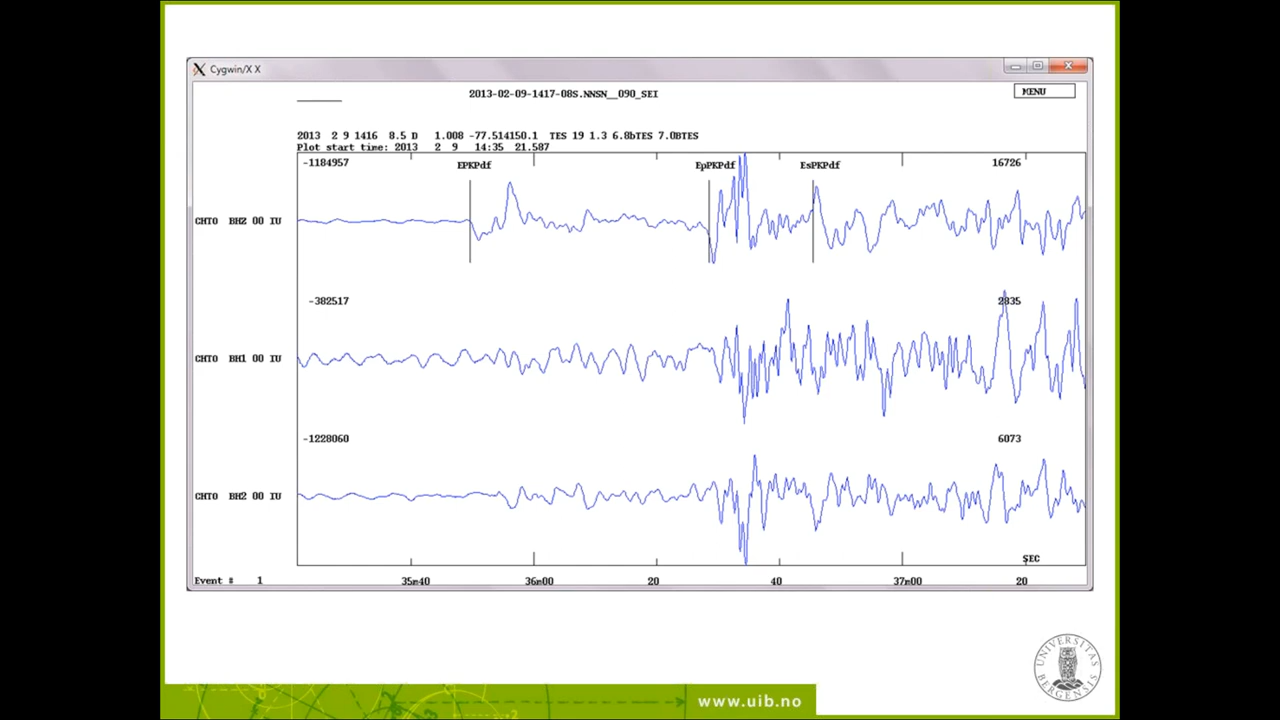 Cygwin/X X
2013-02-09-1417-08S.NNSN__090_SEI
MENU
2013 2 9 1416 8.5 D 1.008 -77.514150.1 TES 19 1.3 6.8bTES 7.0BTES
Plot start time: 2013 2 9 14:35 21.587
-1184957 EPKPdf EpPKPdf EsPKPdf 16726
CHTO BHZ 00 IU
-382517 2835
CHTO BH1 00 IU
-1228060 6073
CHTO BH2 00 IU
SEC
Event # 1 35m40 36m00 20 40 37m00 20
UNIVERSITAS BERGENSIS
www.uib.no